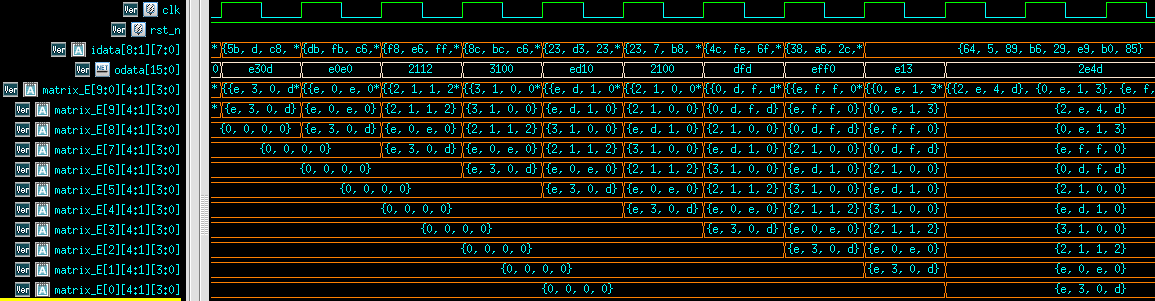 Ver clk
Ver rst_n
Ver A idata[8:1][7:0] * {5b, d, c8, * {db, fb, c6,* {f8, e6, ff,* {8c, bc, c6,* {23, d3, 23,* {23, 7, b8, * {4c, fe, 6f,* {38, a6, 2c,* {64, 5, 89, b6, 29, e9, b0, 85}
Ver NET odata[15:0] 0 e30d e0e0 2112 3100 ed10 2100 dfd eff0 e13 2e4d
Ver A matrix_E[9:0][4:1][3:0] * {{e, 3, 0, d* {{e, 0, e, 0* {{2, 1, 1, 2* {{3, 1, 0, 0* {{e, d, 1, 0* {{2, 1, 0, 0* {{0, d, f, d* {{e, f, f, 0* {{0, e, 1, 3* {{2, e, 4, d}, {0, e, 1, 3}, {e, f,
Ver A matrix_E[9][4:1][3:0] * {e, 3, 0, d} {e, 0, e, 0} {2, 1, 1, 2} {3, 1, 0, 0} {e, d, 1, 0} {2, 1, 0, 0} {0, d, f, d} {e, f, f, 0} {0, e, 1, 3} {2, e, 4, d}
Ver A matrix_E[8][4:1][3:0] {0, 0, 0, 0} {e, 3, 0, d} {e, 0, e, 0} {2, 1, 1, 2} {3, 1, 0, 0} {e, d, 1, 0} {2, 1, 0, 0} {0, d, f, d} {e, f, f, 0} {0, e, 1, 3}
Ver A matrix_E[7][4:1][3:0] {0, 0, 0, 0} {e, 3, 0, d} {e, 0, e, 0} {2, 1, 1, 2} {3, 1, 0, 0} {e, d, 1, 0} {2, 1, 0, 0} {0, d, f, d} {e, f, f, 0}
Ver A matrix_E[6][4:1][3:0] {0, 0, 0, 0} {e, 3, 0, d} {e, 0, e, 0} {2, 1, 1, 2} {3, 1, 0, 0} {e, d, 1, 0} {2, 1, 0, 0} {0, d, f, d}
Ver A matrix_E[5][4:1][3:0] {0, 0, 0, 0} {e, 3, 0, d} {e, 0, e, 0} {2, 1, 1, 2} {3, 1, 0, 0} {e, d, 1, 0} {2, 1, 0, 0}
Ver A matrix_E[4][4:1][3:0] {0, 0, 0, 0} {e, 3, 0, d} {e, 0, e, 0} {2, 1, 1, 2} {3, 1, 0, 0} {e, d, 1, 0}
Ver A matrix_E[3][4:1][3:0] {0, 0, 0, 0} {e, 3, 0, d} {e, 0, e, 0} {2, 1, 1, 2} {3, 1, 0, 0}
Ver A matrix_E[2][4:1][3:0] {0, 0, 0, 0} {e, 3, 0, d} {e, 0, e, 0} {2, 1, 1, 2}
Ver A matrix_E[1][4:1][3:0] {0, 0, 0, 0} {e, 3, 0, d} {e, 0, e, 0}
Ver A matrix_E[0][4:1][3:0] {0, 0, 0, 0} {e, 3, 0, d}